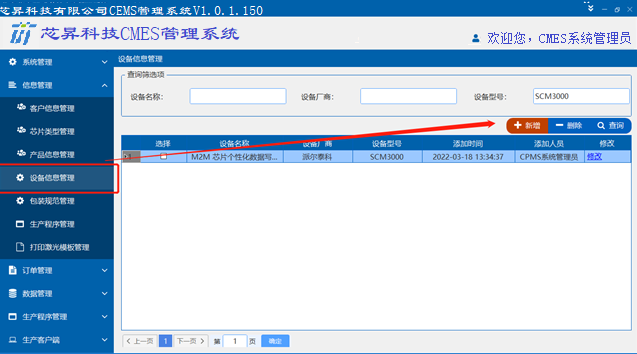 芯昇科技有限公司CEMS管理系统V1.0.1.150
芯昇科技CMES管理系统
欢迎您，CMES系统管理员
系统管理
信息管理
客户信息管理
芯片类型管理
产品信息管理
设备信息管理
包装规范管理
生产程序管理
打印激光模板管理
订单管理
数据管理
生产程序管理
生产客户端
设备信息管理
查询筛选项
设备名称：
设备厂商：
设备型号： SCM3000
新增 删除 查询
选择 设备名称 设备厂商 设备型号 添加时间 添加人员 修改
M2M 芯片个性化数据写... 派尔泰科 SCM3000 2022-03-18 13:34:37 CPMS系统管理员 修改
上一页 1 下一页 第 1 页 确定